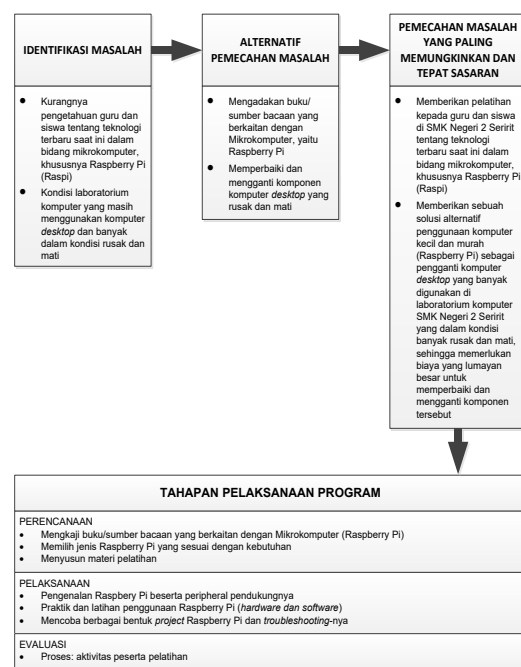 IDENTIFIKASI MASALAH
● Kurangnya
pengetahuan guru dan
siswa tentang teknologi
terbaru saat ini dalam
bidang mikrokomputer,
khususnya Raspberry Pi
(Raspi)
● Kondisi laboratorium
komputer yang masih
menggunakan komputer
desktop dan banyak
dalam kondisi rusak dan
mati
ALTERNATIF
PEMECAHAN MASALAH
● Mengadakan buku/
sumber bacaan yang
berkaitan dengan
Mikrokomputer, yaitu
Raspberry Pi
● Memperbaiki dan
mengganti komponen
komputer desktop yang
rusak dan mati
PEMECAHAN MASALAH
YANG PALING
MEMUNGKINKAN DAN
TEPAT SASARAN
● Memberikan pelatihan
kepada guru dan siswa
di SMK Negeri 2 Seririt
tentang teknologi
terbaru saat ini dalam
bidang mikrokomputer,
khususnya Raspberry Pi
(Raspi)
● Memberikan sebuah
solusi alternatif
penggunaan komputer
kecil dan murah
(Raspberry Pi) sebagai
pengganti komputer
desktop yang banyak
digunakan di
laboratorium komputer
SMK Negeri 2 Seririt
yang dalam kondisi
banyak rusak dan mati,
sehingga memerlukan
biaya yang lumayan
besar untuk
memperbaiki dan
mengganti komponen
tersebut
TAHAPAN PELAKSANAAN PROGRAM
PERENCANAAN
• Mengkaji buku/sumber bacaan yang berkaitan dengan Mikrokomputer (Raspberry Pi)
• Memilih jenis Raspberry Pi yang sesuai dengan kebutuhan
• Menyusun materi pelatihan
PELAKSANAAN
• Pengenalan Raspbery Pi beserta peripheral pendukungnya
• Praktik dan latihan penggunaan Raspberry Pi (hardware dan software)
• Mencoba berbagai bentuk project Raspberry Pi dan troubleshooting-nya
EVALUASI
• Proses: aktivitas peserta pelatihan